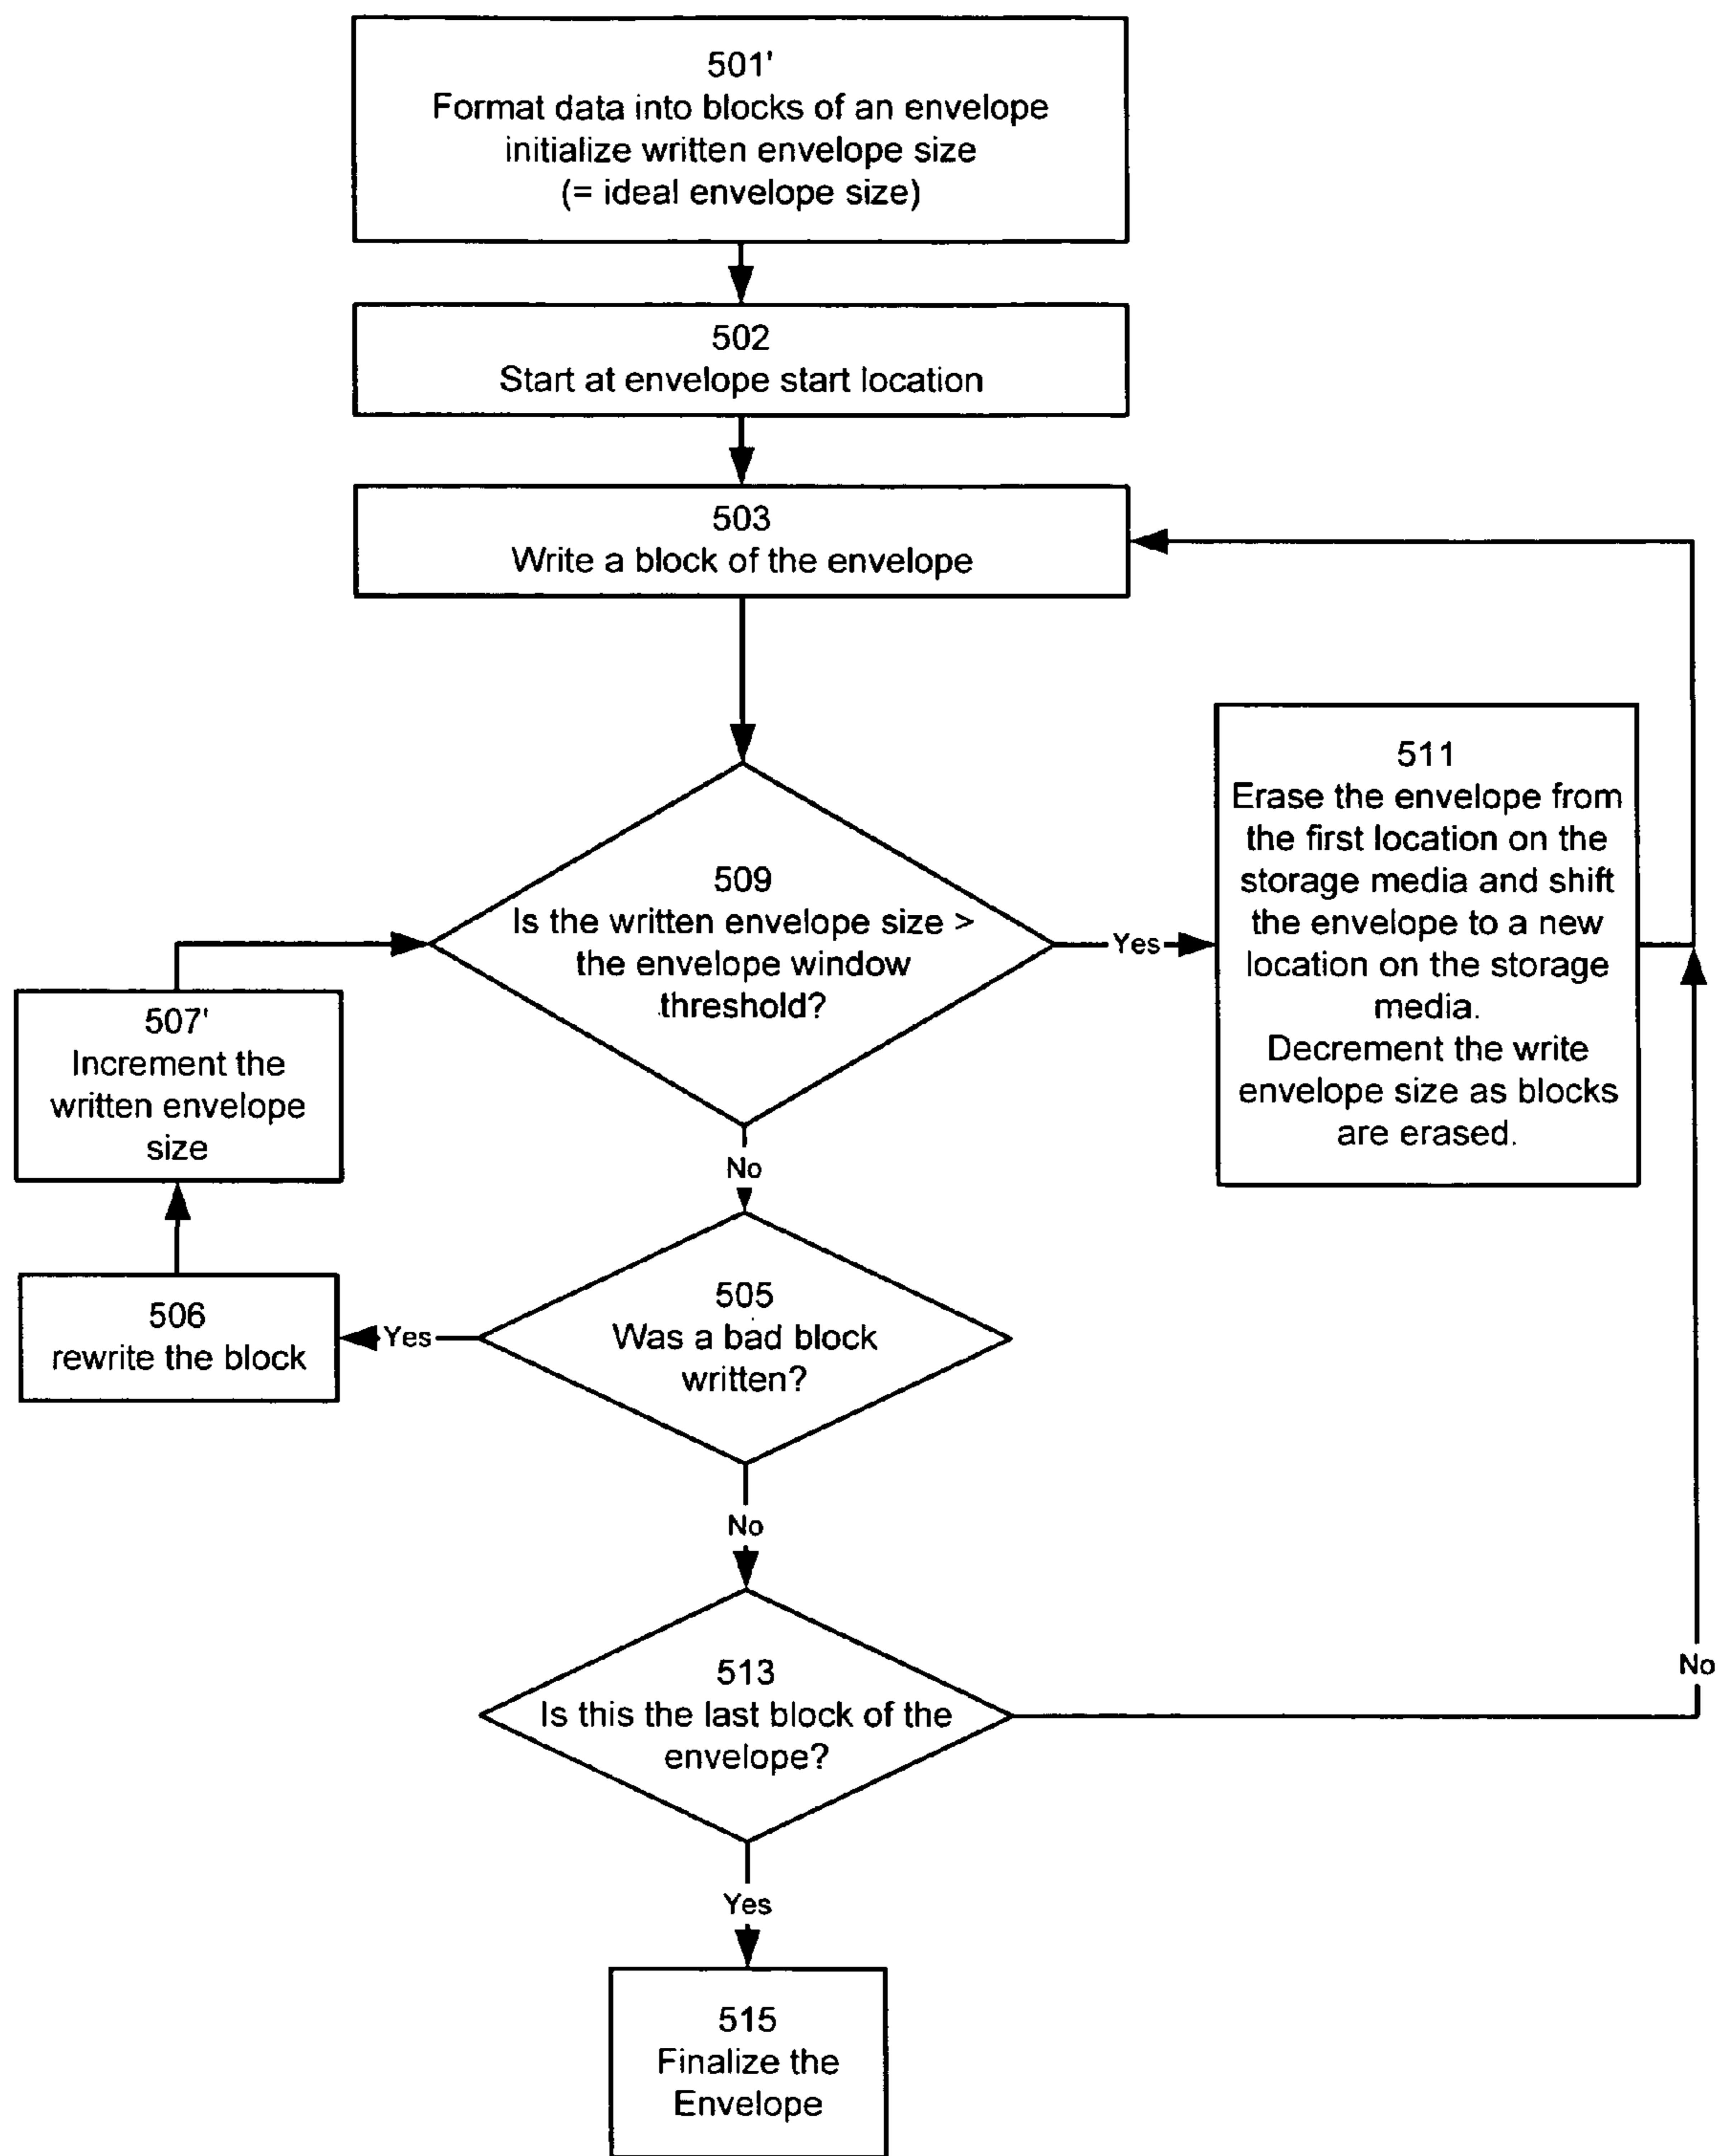 501'
Format data into blocks of an envelope
initialize written envelope size
(= ideal envelope size)
502
Start at envelope start location
503
Write a block of the envelope
509
Is the written envelope size >
the envelope window
threshold?
Yes
511
Erase the envelope from
the first location on the
storage media and shift
the envelope to a new
location on the storage
media.
Decrement the write
envelope size as blocks
are erased.
507'
Increment the
written envelope
size
No
506
rewrite the block
Yes
505
Was a bad block
written?
No
513
Is this the last block of the
envelope?
No
Yes
515
Finalize the
Envelope